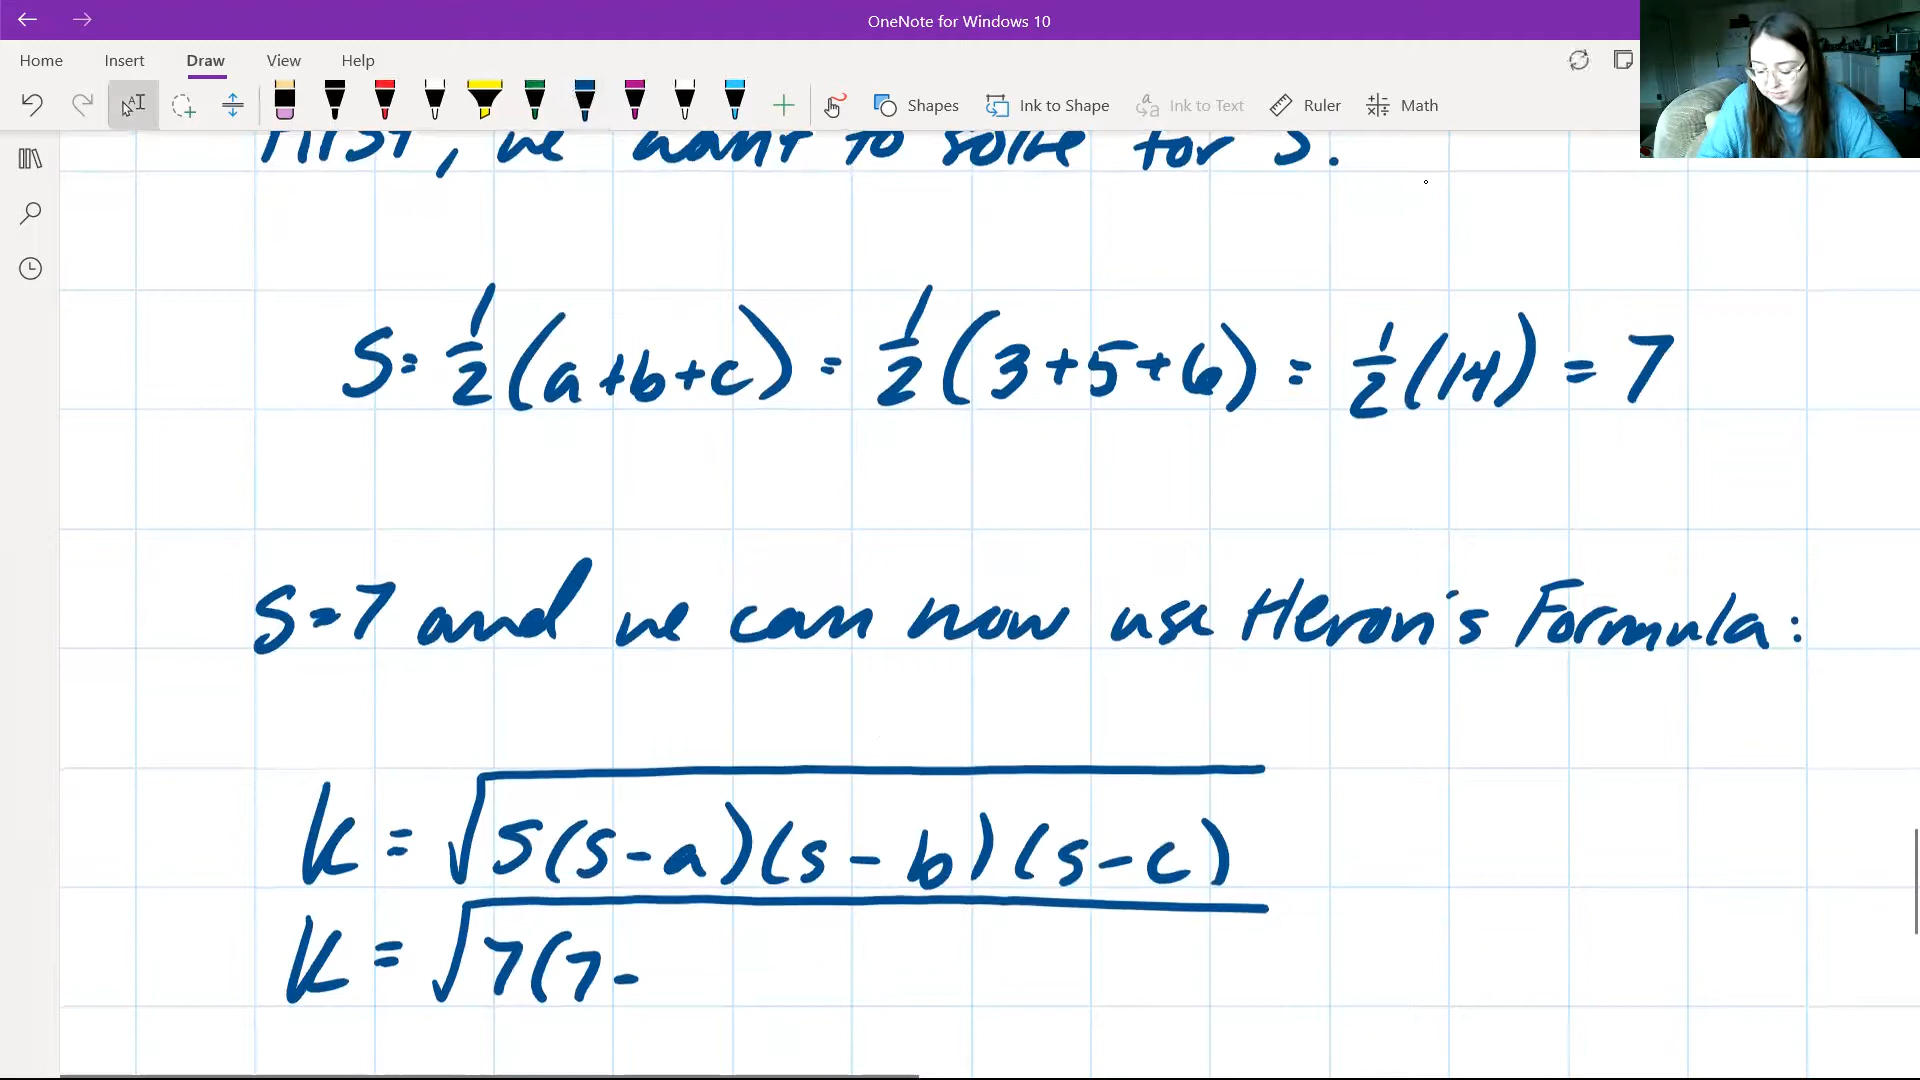 OneNote for Windows 10
Home Insert Draw View Help
Shapes Ink to Shape Ink to Text Ruler Math
First, we want to solve for S.
S = 1/2 (a+b+c) = 1/2 (3+5+6) = 1/2 (14) = 7
S=7 and we can now use Heron's Formula:
K = √S(S-a)(s-b)(s-c)
K = √7(7-